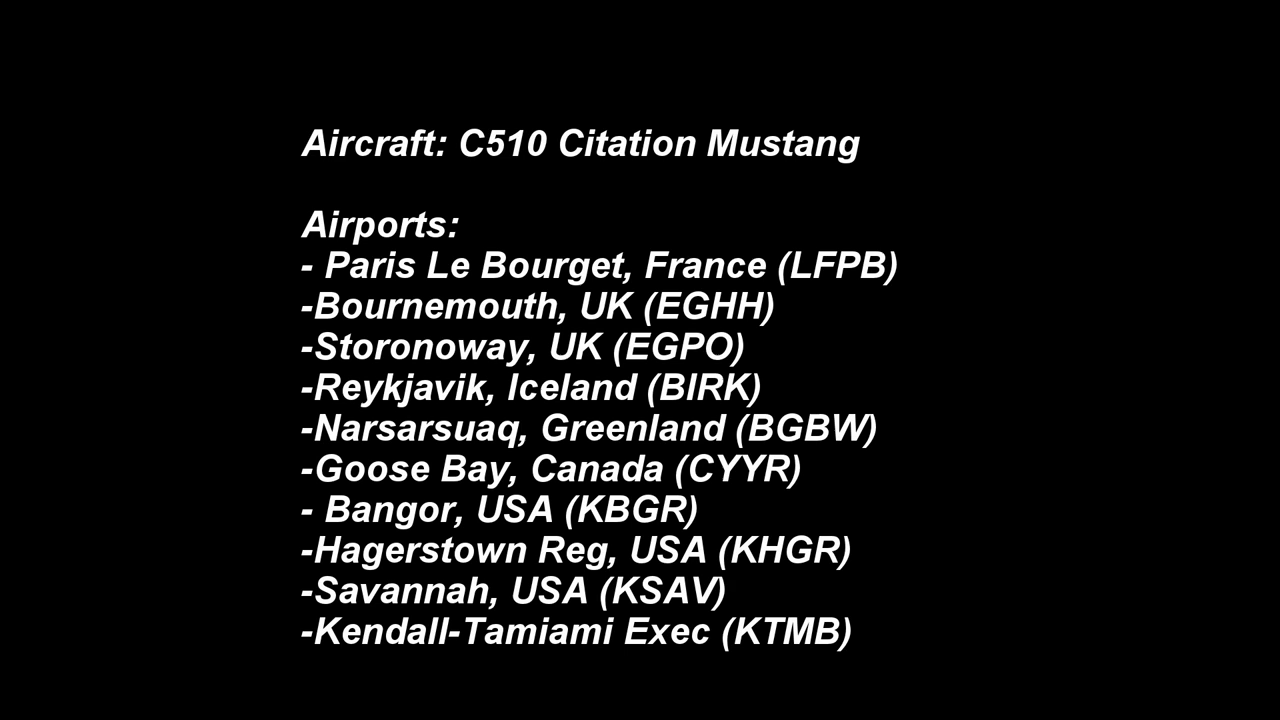 Aircraft: C510 Citation Mustang
Airports:
- Paris Le Bourget, France (LFPB)
-Bournemouth, UK (EGHH)
-Storonoway, UK (EGPO)
-Reykjavik, Iceland (BIRK)
-Narsarsuaq, Greenland (BGBW)
-Goose Bay, Canada (CYYR)
- Bangor, USA (KBGR)
-Hagerstown Reg, USA (KHGR)
-Savannah, USA (KSAV)
-Kendall-Tamiami Exec (KTMB)